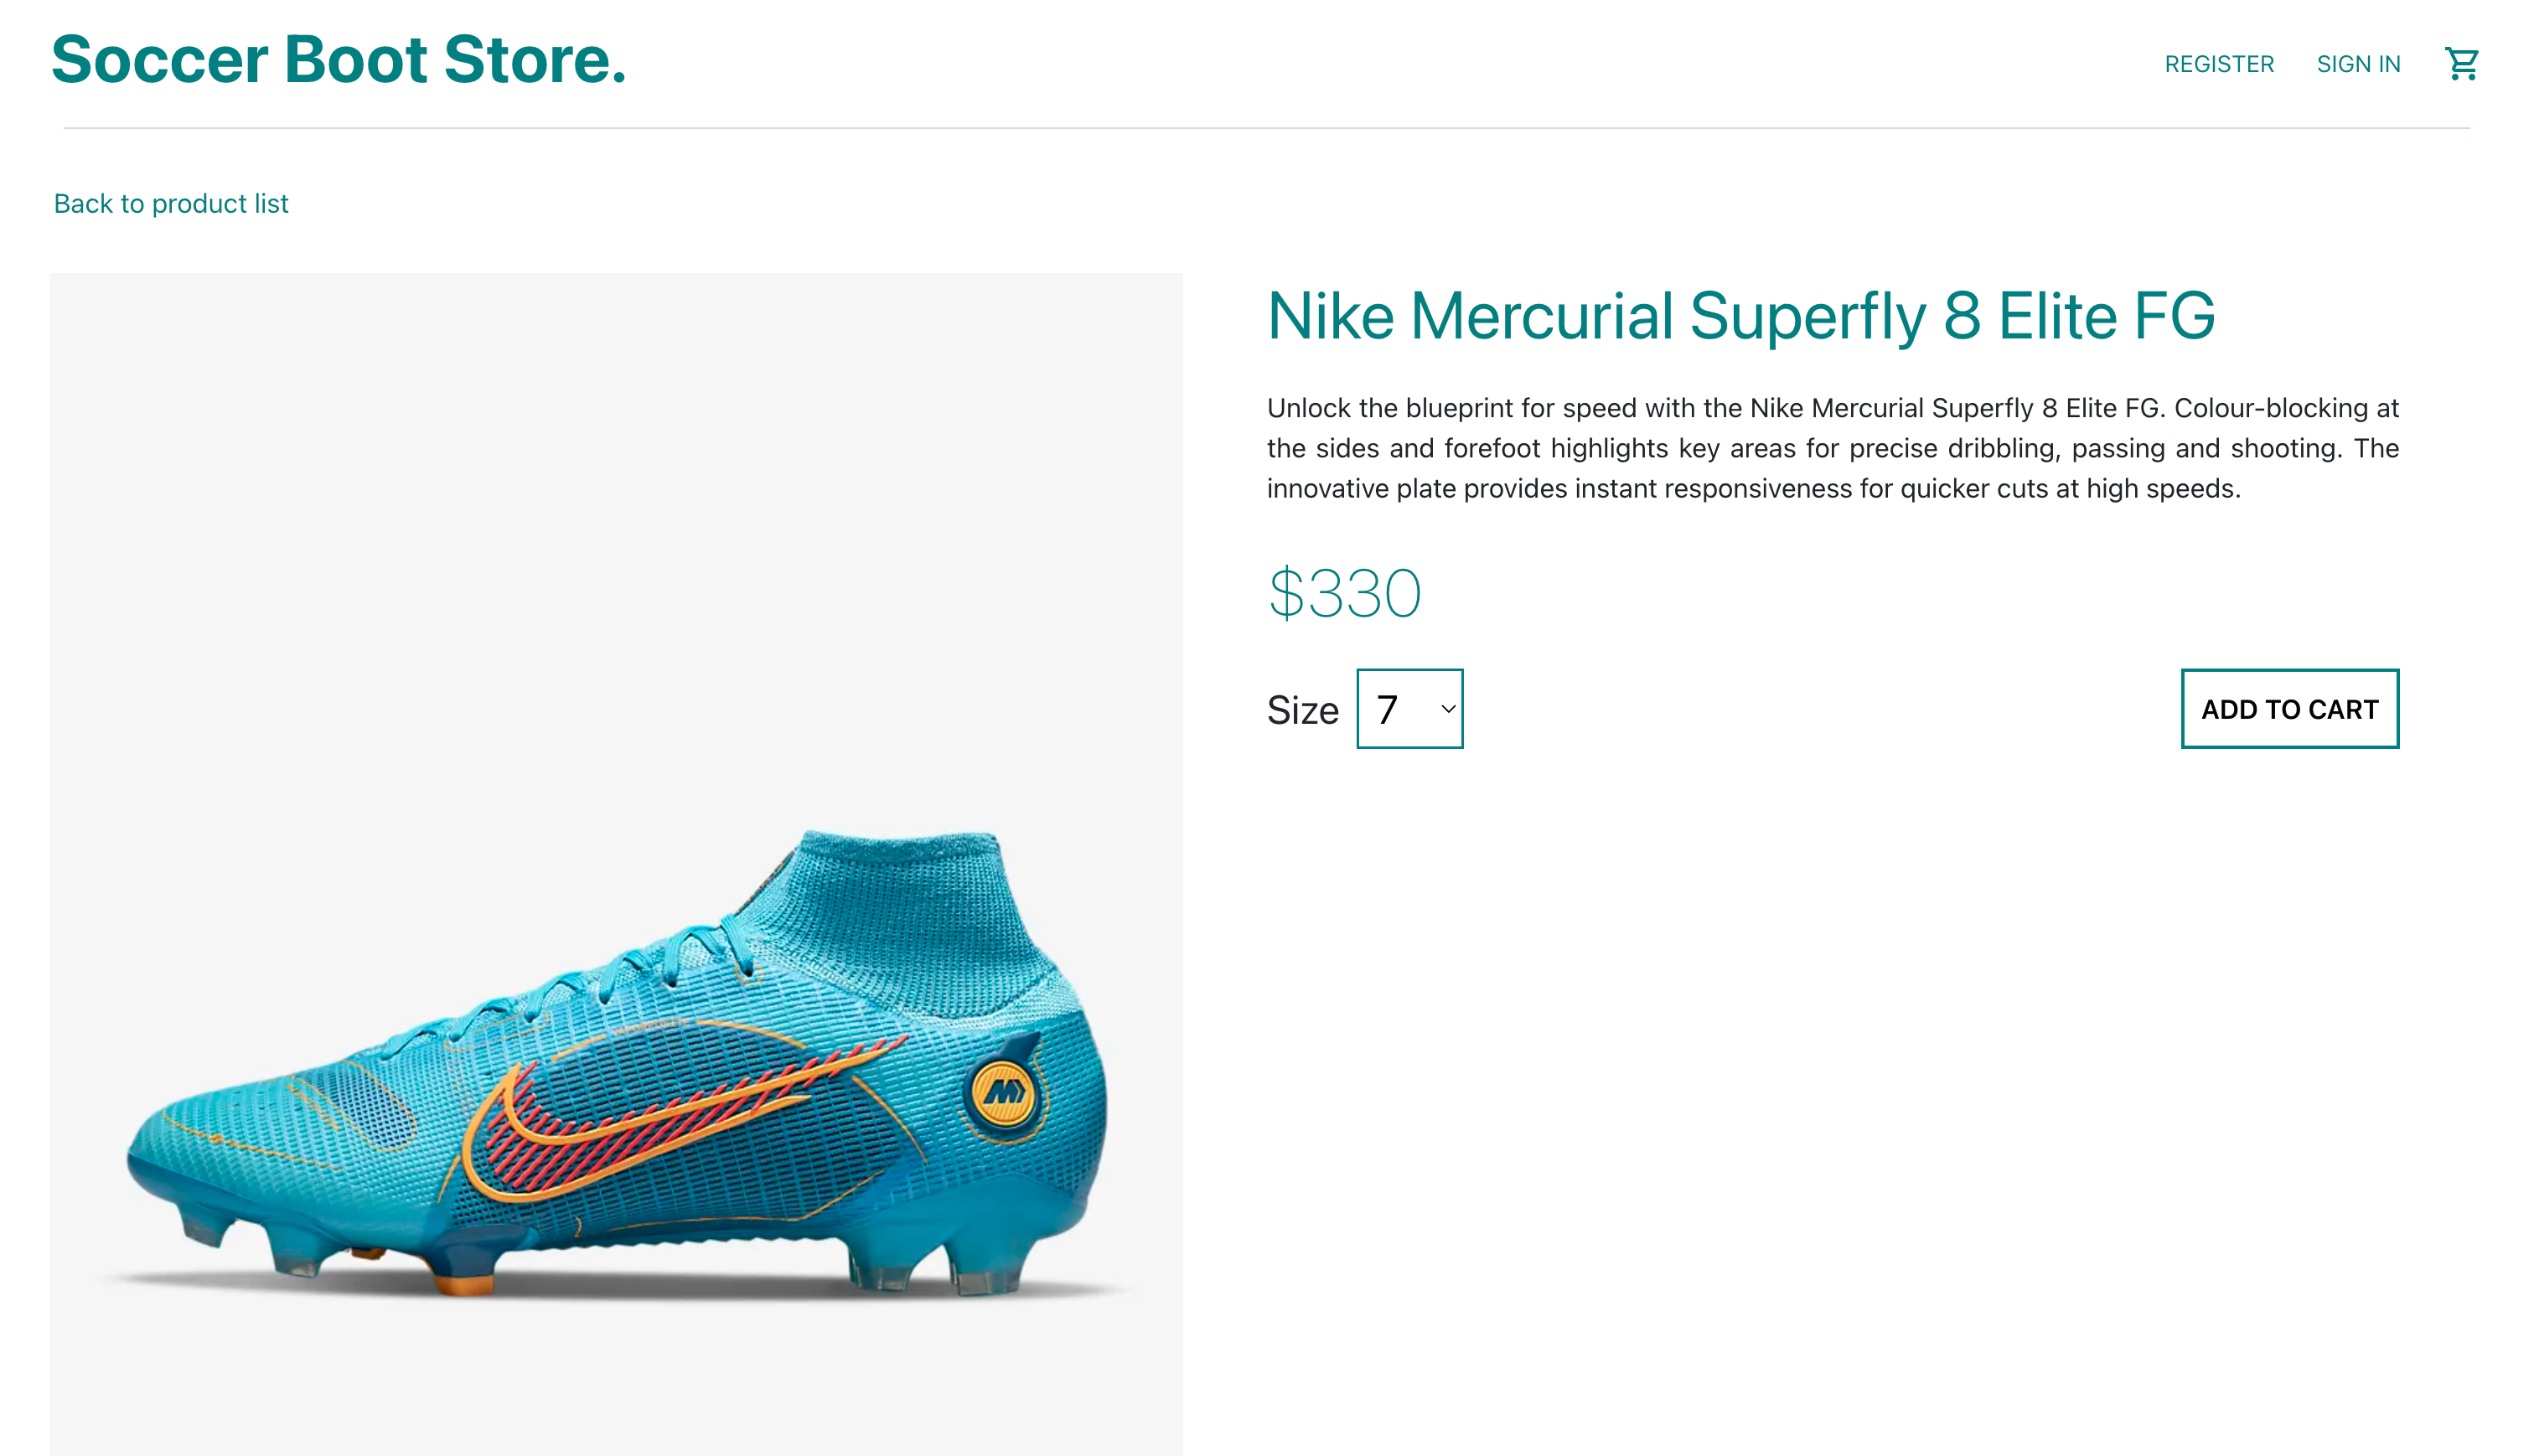 Soccer Boot Store.
REGISTER SIGN IN
Back to product list
Nike Mercurial Superfly 8 Elite FG
Unlock the blueprint for speed with the Nike Mercurial Superfly 8 Elite FG. Colour-blocking at
the sides and forefoot highlights key areas for precise dribbling, passing and shooting. The
innovative plate provides instant responsiveness for quicker cuts at high speeds.
$330
Size 7
ADD TO CART